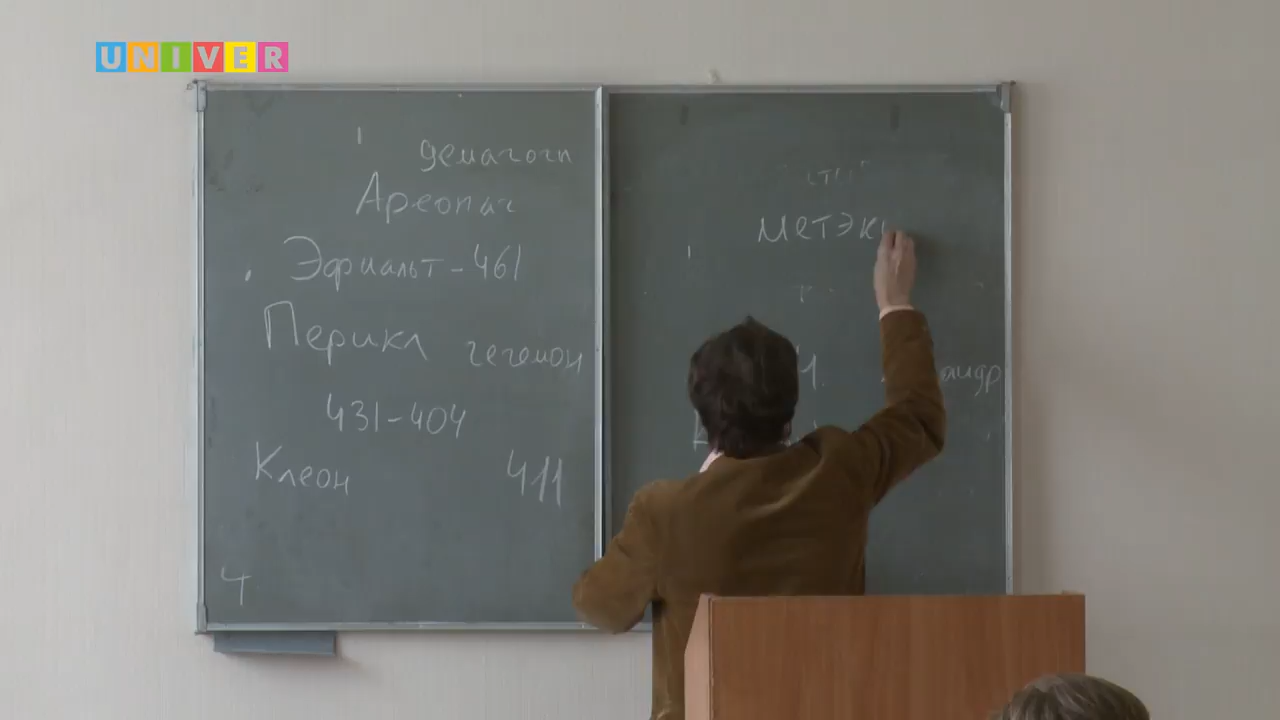 UNIVER
демагоги
Ареопаг
Эфиальт - 461
Перикл гегемон
431-404
Клеон 411
Ч
метэки